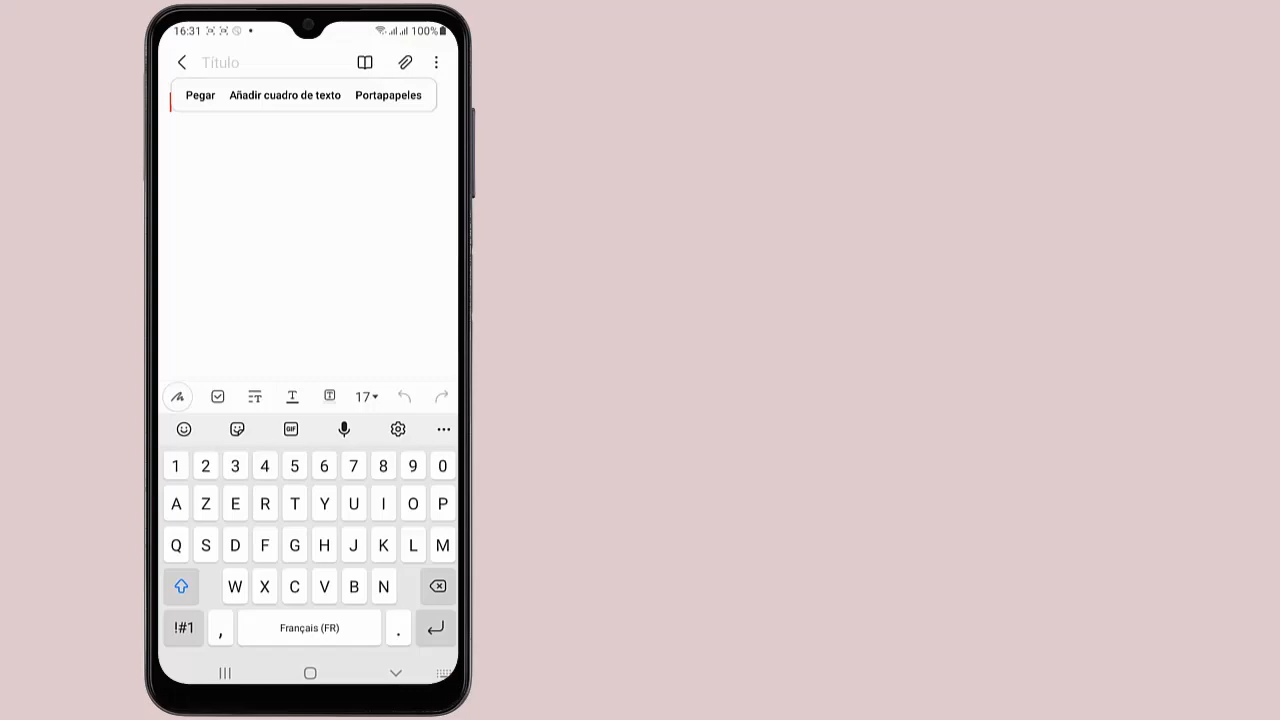 16:31 100%
Título
Pegar Añadir cuadro de texto Portapapeles
17
GIF
1 2 3 4 5 6 7 8 9 0
A Z E R T Y U I O P
Q S D F G H J K L M
W X C V B N
!#1 , Français (FR) .